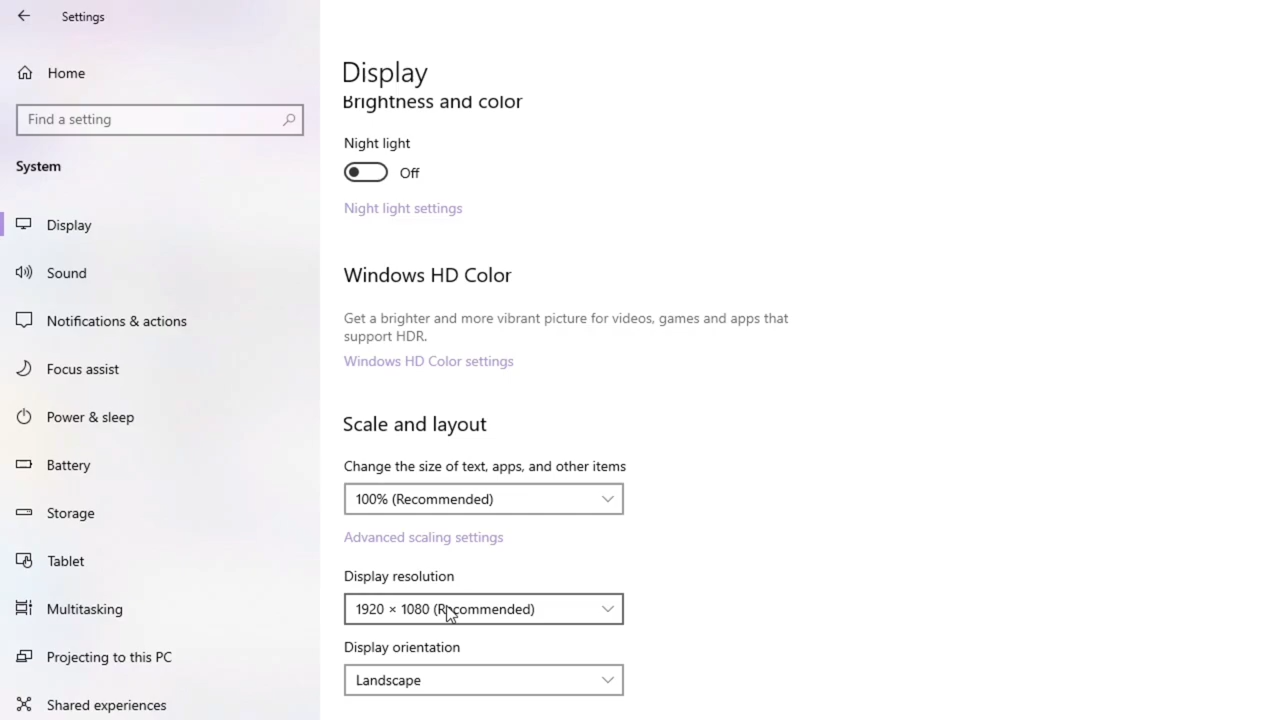 Settings
Home
Find a setting
System
Display
Sound
Notifications & actions
Focus assist
Power & sleep
Battery
Storage
Tablet
Multitasking
Projecting to this PC
Shared experiences
Display
Brightness and color
Night light
Off
Night light settings
Windows HD Color
Get a brighter and more vibrant picture for videos, games and apps that
support HDR.
Windows HD Color settings
Scale and layout
Change the size of text, apps, and other items
100% (Recommended)
Advanced scaling settings
Display resolution
1920 × 1080 (Recommended)
Display orientation
Landscape